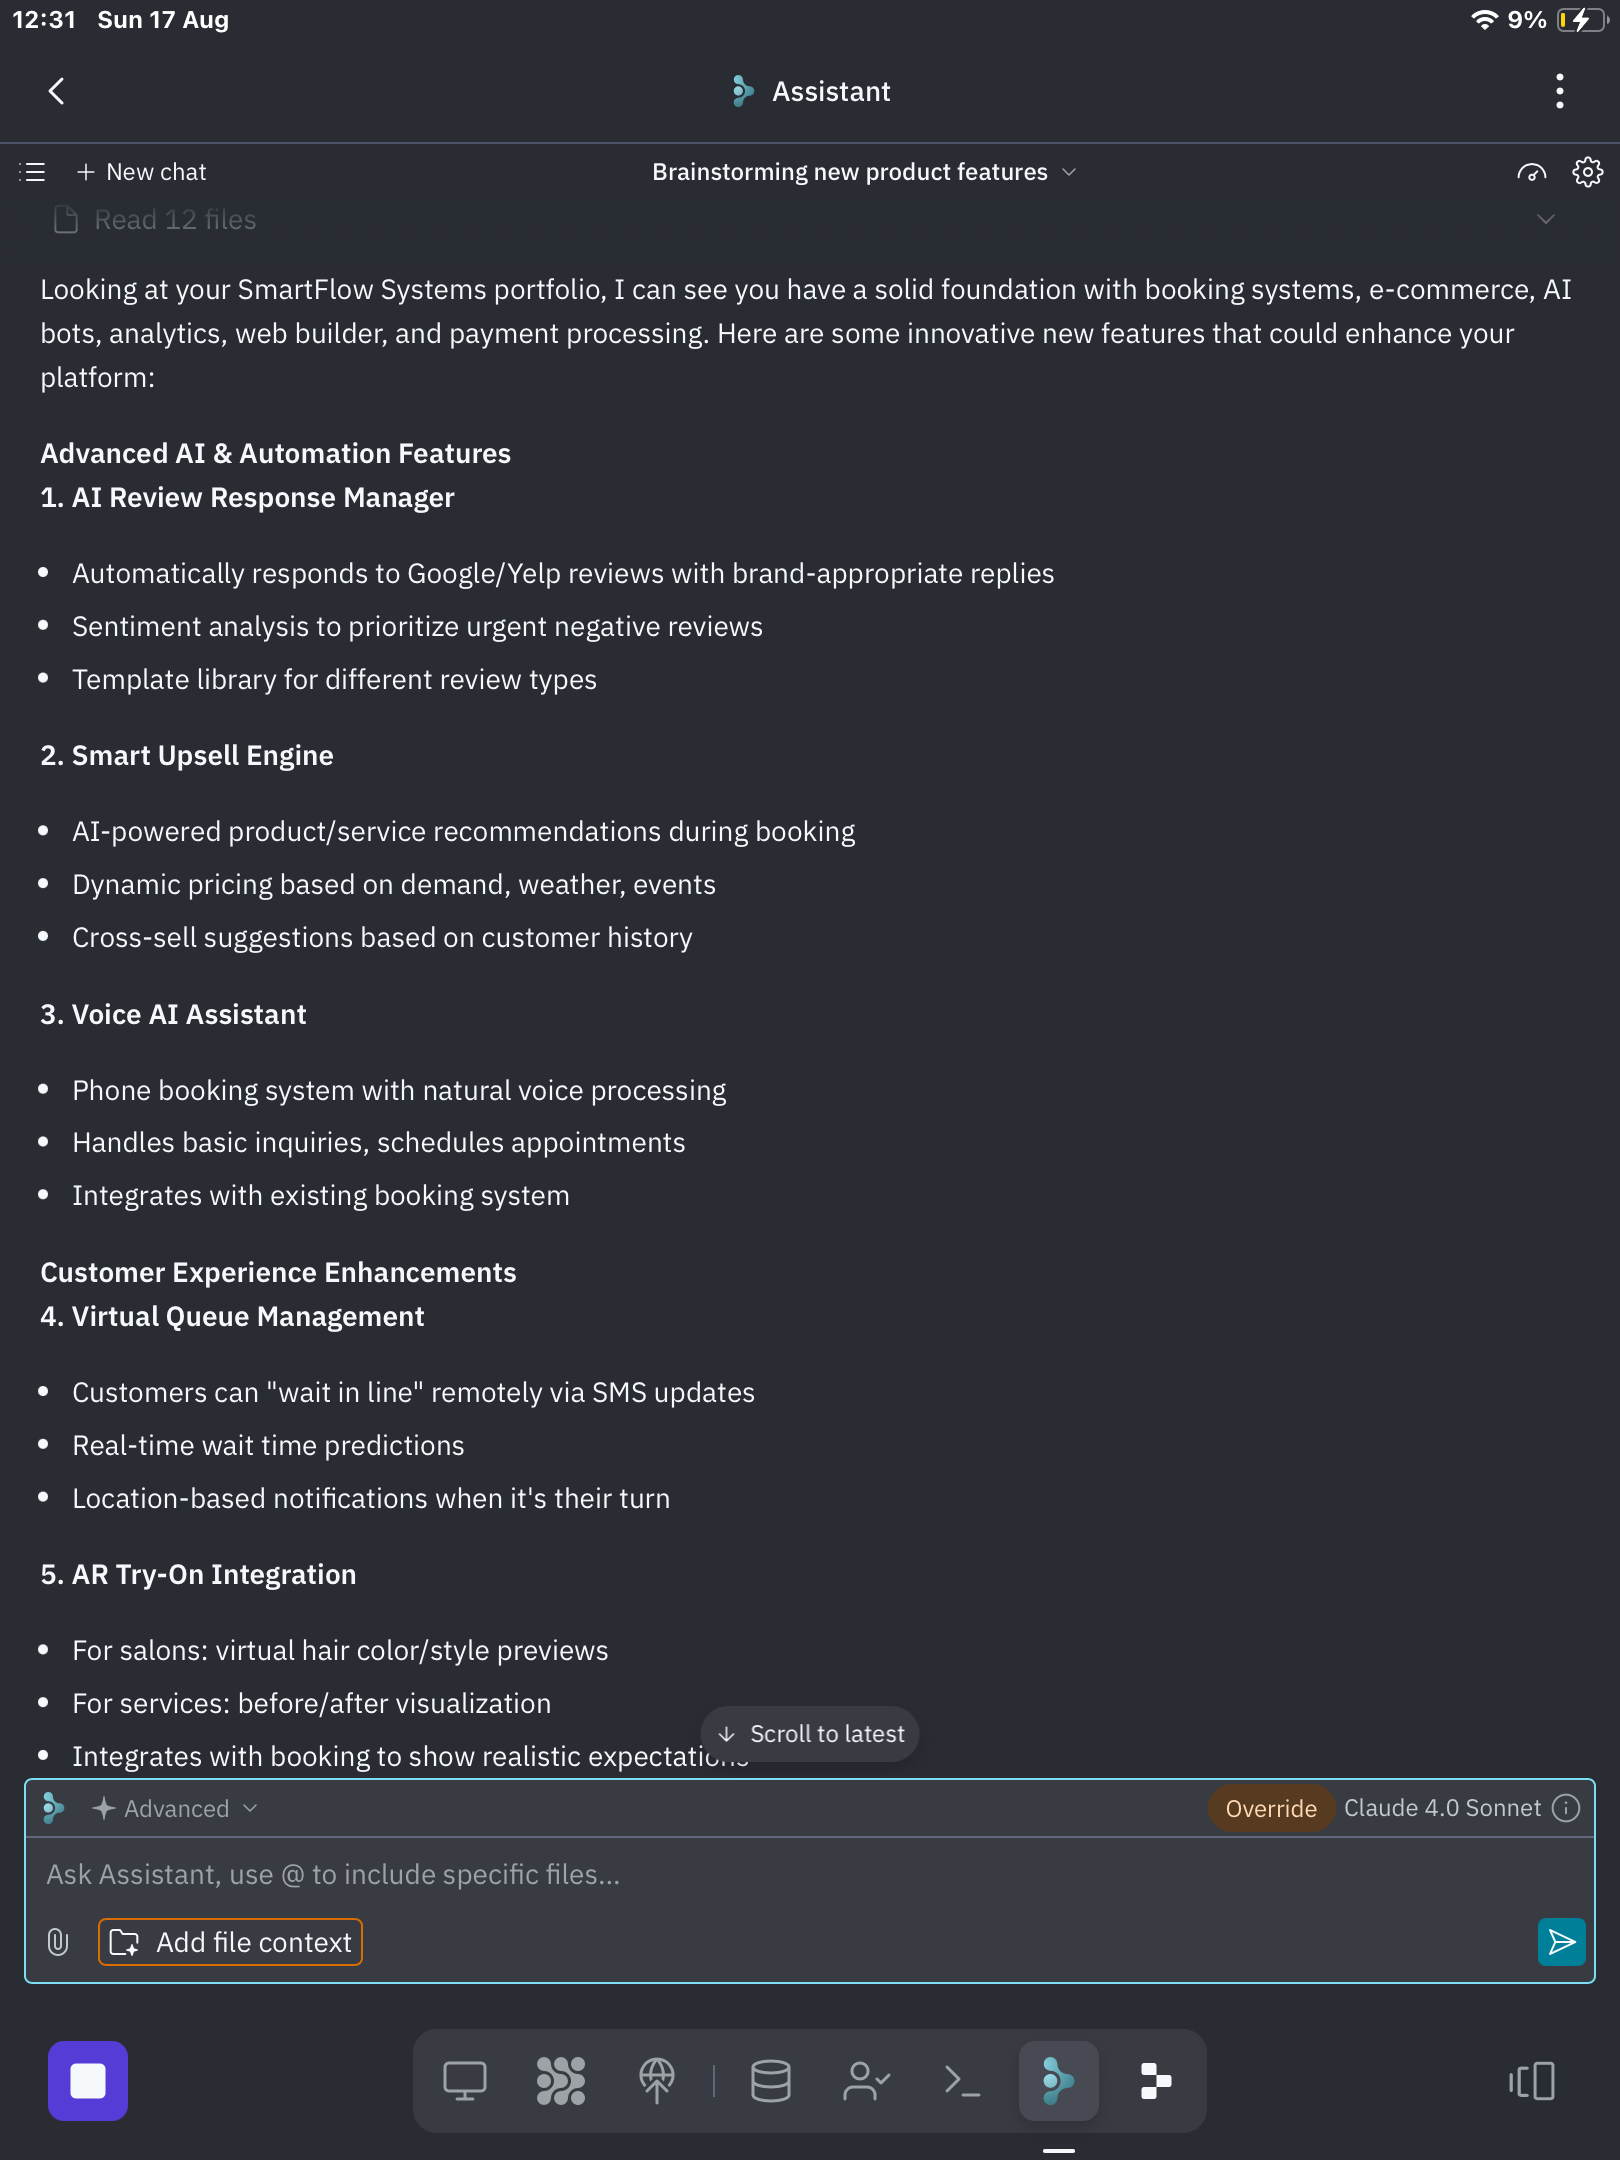 12:31 Sun 17 Aug
9%
Assistant
New chat
Brainstorming new product features
Read 12 files
Looking at your SmartFlow Systems portfolio, I can see you have a solid foundation with booking systems, e-commerce, AI
bots, analytics, web builder, and payment processing. Here are some innovative new features that could enhance your
platform:
Advanced AI & Automation Features
1. AI Review Response Manager
• Automatically responds to Google/Yelp reviews with brand-appropriate replies
• Sentiment analysis to prioritize urgent negative reviews
• Template library for different review types
2. Smart Upsell Engine
• AI-powered product/service recommendations during booking
• Dynamic pricing based on demand, weather, events
• Cross-sell suggestions based on customer history
3. Voice AI Assistant
• Phone booking system with natural voice processing
• Handles basic inquiries, schedules appointments
• Integrates with existing booking system
Customer Experience Enhancements
4. Virtual Queue Management
• Customers can "wait in line" remotely via SMS updates
• Real-time wait time predictions
• Location-based notifications when it's their turn
5. AR Try-On Integration
• For salons: virtual hair color/style previews
• For services: before/after visualization
• Integrates with booking to show realistic expectations
Scroll to latest
Advanced
Override Claude 4.0 Sonnet
Ask Assistant, use @ to include specific files...
Add file context